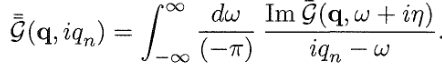 $\bar{\bar{\mathcal{G}}}(\mathbf{q}, iq_n) = \int_{-\infty}^{\infty} \frac{d\omega}{(-\pi)} \frac{\operatorname{Im} \bar{\bar{\mathcal{G}}}(\mathbf{q}, \omega + i\eta)}{iq_n - \omega}.$